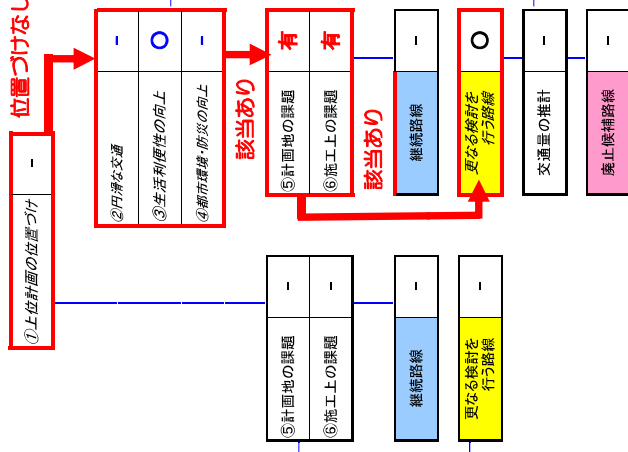 位置づけなし
①上位計画の位置づけ
-
②円滑な交通
-
③生活利便性の向上
○
④都市環境・防災の向上
-
該当あり
⑤計画地の課題
有
⑥施工上の課題
有
該当あり
継続路線
-
更なる検討を
行う路線
○
交通量の推計
-
廃止候補路線
-
⑤計画地の課題
-
⑥施工上の課題
-
継続路線
-
更なる検討を
行う路線
-